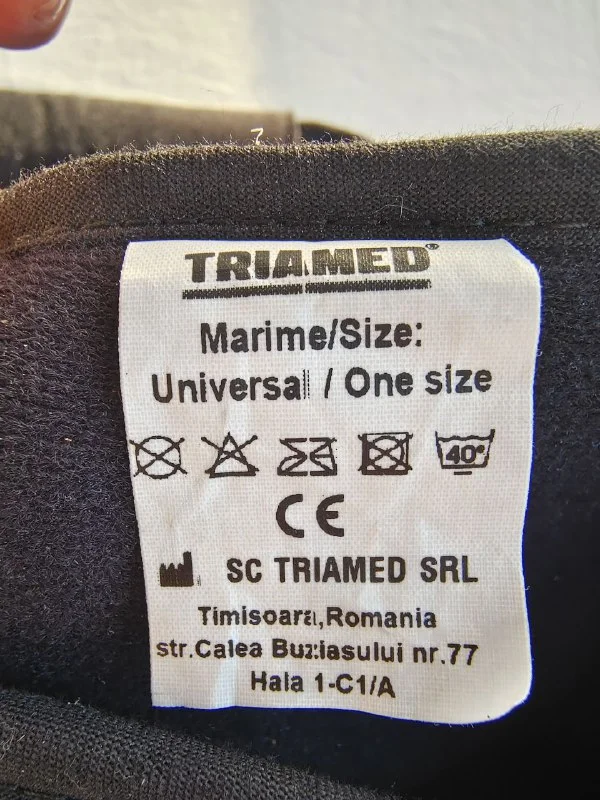 TRIAMED®
Marime/Size:
Universal / One size
40°
CE
SC TRIAMED SRL
Timisoara,Romania
str.Calea Buziasului nr.77
Hala 1-C1/A